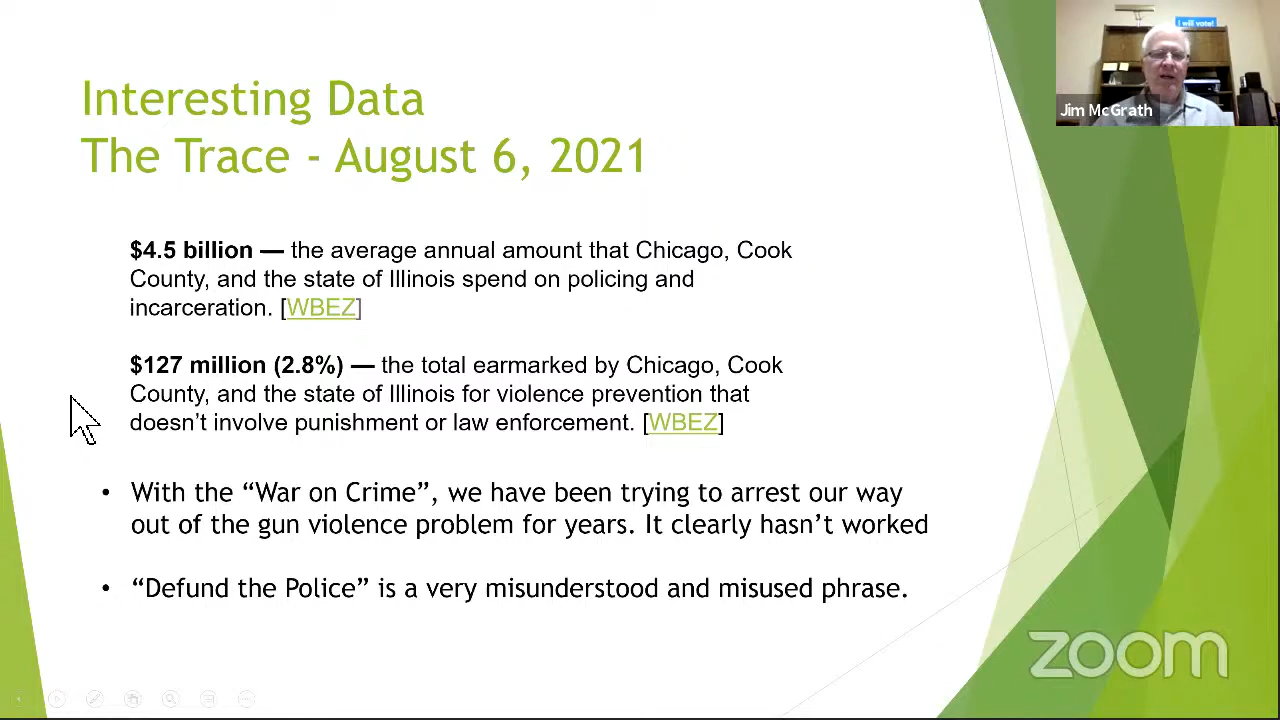 I will vote!
Jim McGrath
Interesting Data
The Trace - August 6, 2021
$4.5 billion — the average annual amount that Chicago, Cook
County, and the state of Illinois spend on policing and
incarceration. [WBEZ]
$127 million (2.8%) — the total earmarked by Chicago, Cook
County, and the state of Illinois for violence prevention that
doesn't involve punishment or law enforcement. [WBEZ]
• With the “War on Crime”, we have been trying to arrest our way
out of the gun violence problem for years. It clearly hasn't worked
• “Defund the Police” is a very misunderstood and misused phrase.
zoom